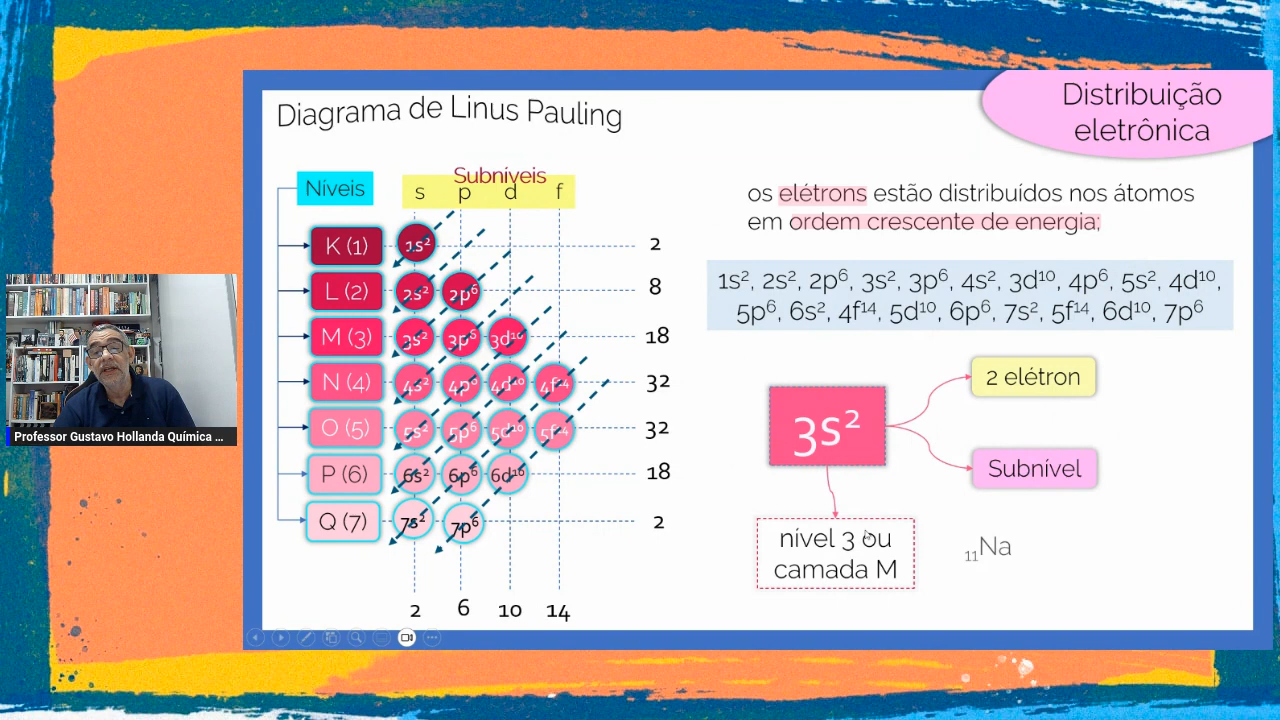 Distribuição
eletrônica
Diagrama de Linus Pauling
Níveis
Subníveis
s p d f
K (1) 1s² 2
L (2) 2s² 2p⁶ 8
M (3) 3s² 3p⁶ 3d¹⁰ 18
N (4) 4s² 4p⁶ 4d¹⁰ 4f¹⁴ 32
O (5) 5s² 5p⁶ 5d¹⁰ 5f¹⁴ 32
P (6) 6s² 6p⁶ 6d¹⁰ 18
Q (7) 7s² 7p⁶ 2
2 6 10 14
os elétrons estão distribuídos nos átomos
em ordem crescente de energia;
1s², 2s², 2p⁶, 3s², 3p⁶, 4s², 3d¹⁰, 4p⁶, 5s², 4d¹⁰,
5p⁶, 6s², 4f¹⁴, 5d¹⁰, 6p⁶, 7s², 5f¹⁴, 6d¹⁰, 7p⁶
3s²
2 elétron
Subnível
nível 3 ou
camada M
₁₁Na
Professor Gustavo Hollanda Química ...